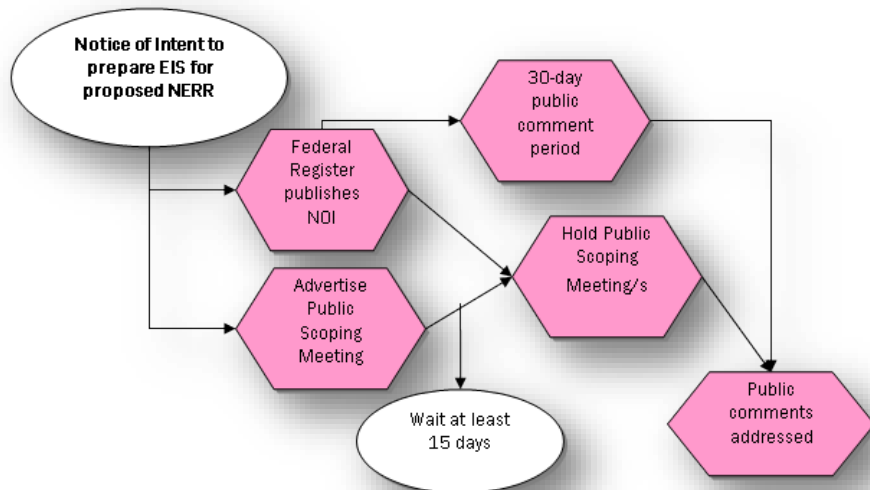 Notice of Intent to
prepare EIS for
proposed NERR
30-day
public
comment
period
Federal
Register
publishes
NOI
Hold Public
Scoping
Meeting/s
Advertise
Public
Scoping
Meeting
Wait at least
15 days
Public
comments
addressed